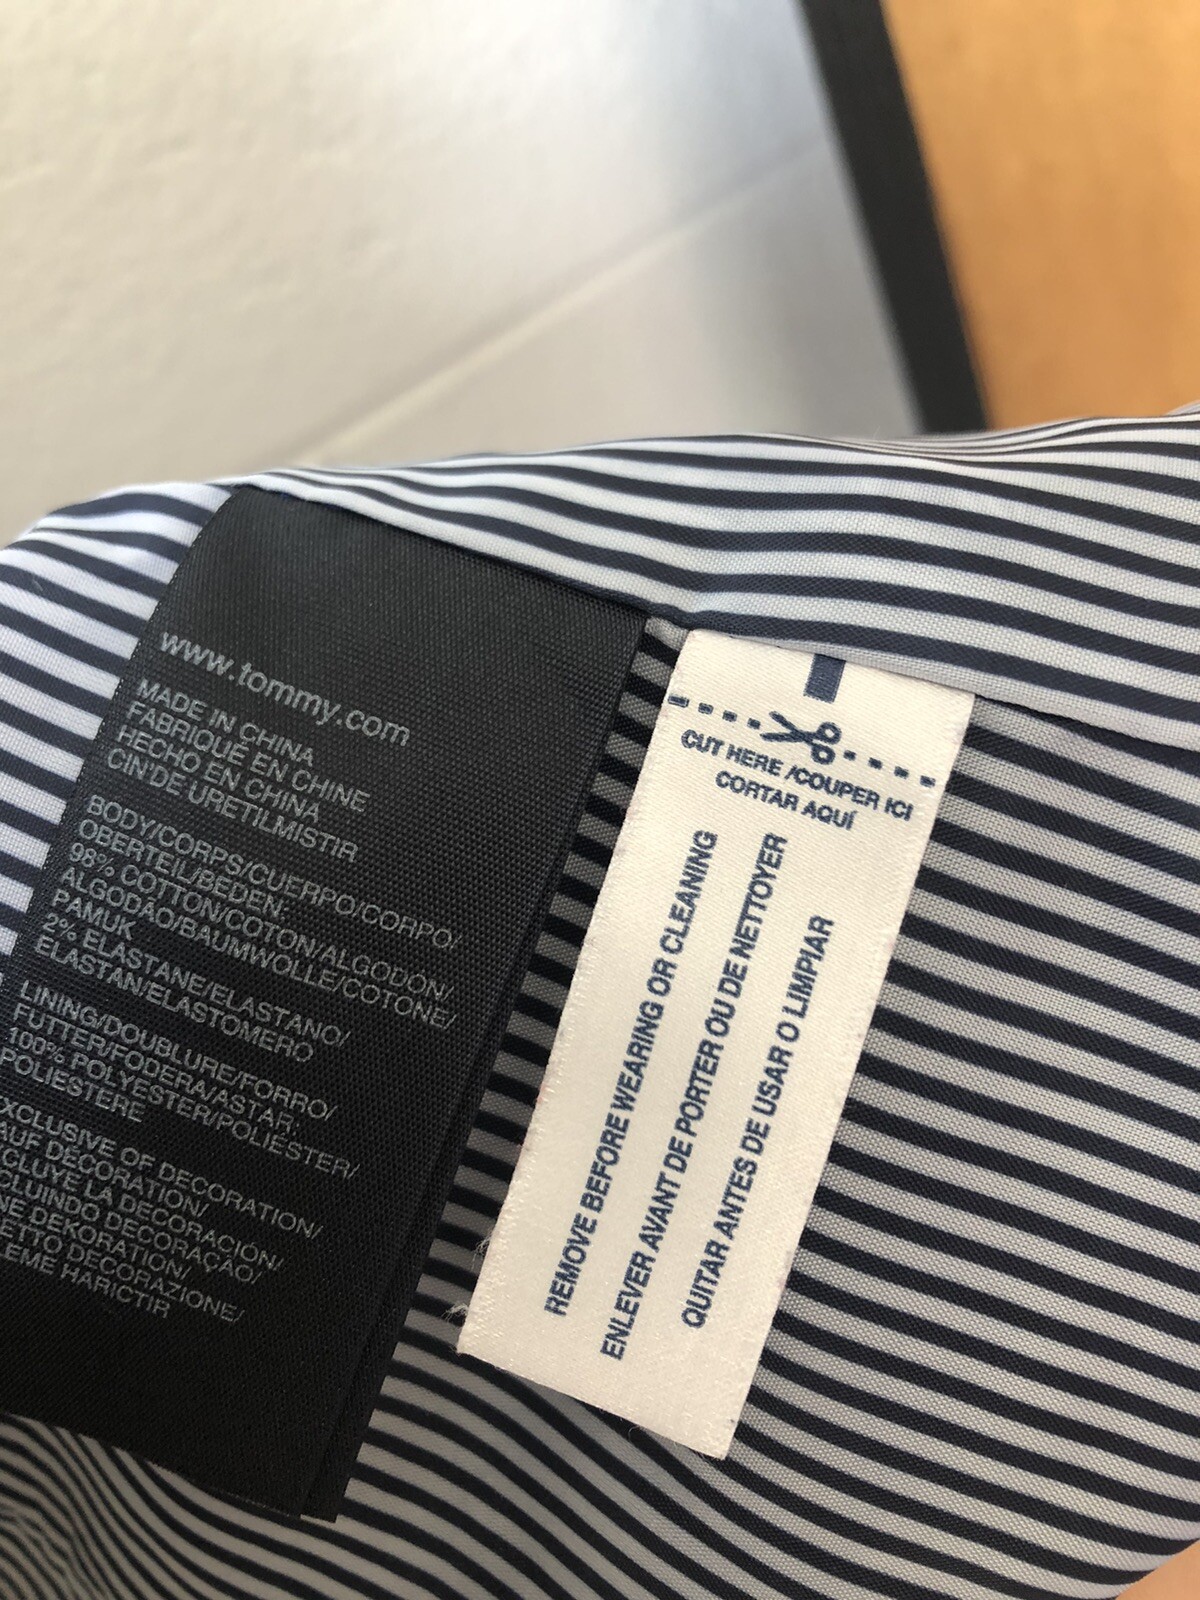 www.tommy.com
MADE IN CHINA
FABRIQUÉ EN CHINE
HECHO EN CHINA
CIN'DE URETILMISTIR
BODY/CORPS/CUERPO/CORPO/
OBERTEIL/BEDEN:
98% COTTON/COTON/ALGODÓN/
ALGODÃO/BAUMWOLLE/COTONE/
PAMUK
2% ELASTANE/ELASTANO/
ELASTAN/ELASTOMERO
LINING/DOUBLURE/FORRO/
FUTTER/FODERA/ASTAR:
100% POLYESTER/POLIÉSTER/
POLIESTERE
OF DECORATION/
AUF DÉCORATION/
LA DECORACIÓN/
DECORAÇÃO/
DEKORATION/
DECORAZIONE/
HARICTIR
CUT HERE /COUPER ICI
CORTAR AQUÍ
REMOVE BEFORE WEARING OR CLEANING
ENLEVER AVANT DE PORTER OU DE NETTOYER
QUITAR ANTES DE USAR O LIMPIAR